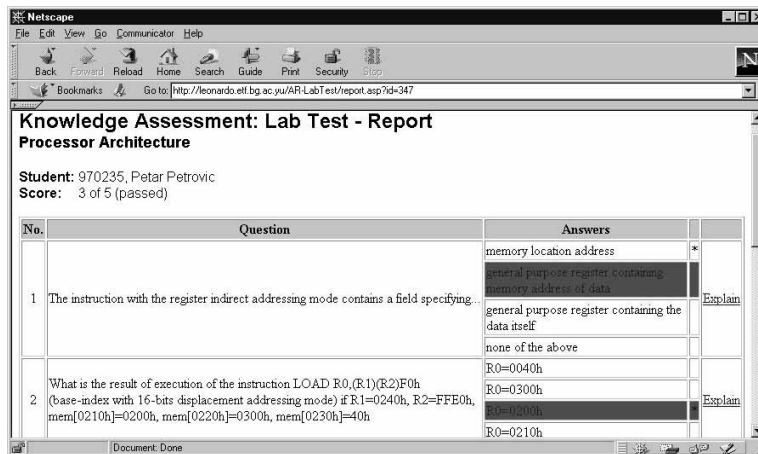 Netscape
File Edit View Go Communicator Help
Back Forward Reload Home Search Guide Print Security Stop
N
Bookmarks Go to: http://leonardo.etf.bg.ac.yu/AR-LabTest/report.asp?id=347
Knowledge Assessment: Lab Test - Report
Processor Architecture
Student: 970235, Petar Petrovic
Score: 3 of 5 (passed)
No. Question Answers
1 The instruction with the register indirect addressing mode contains a field specifying...
memory location address *
general purpose register containing
memory address of data
general purpose register containing the
data itself
none of the above
Explain
2 What is the result of execution of the instruction LOAD R0,(R1)(R2)F0h
(base-index with 16-bits displacement addressing mode) if R1=0240h, R2=FFE0h,
mem[0210h]=0200h, mem[0220h]=0300h, mem[0230h]=40h
R0=0040h
R0=0300h
R0=0200h *
R0=0210h
Explain
Document: Done